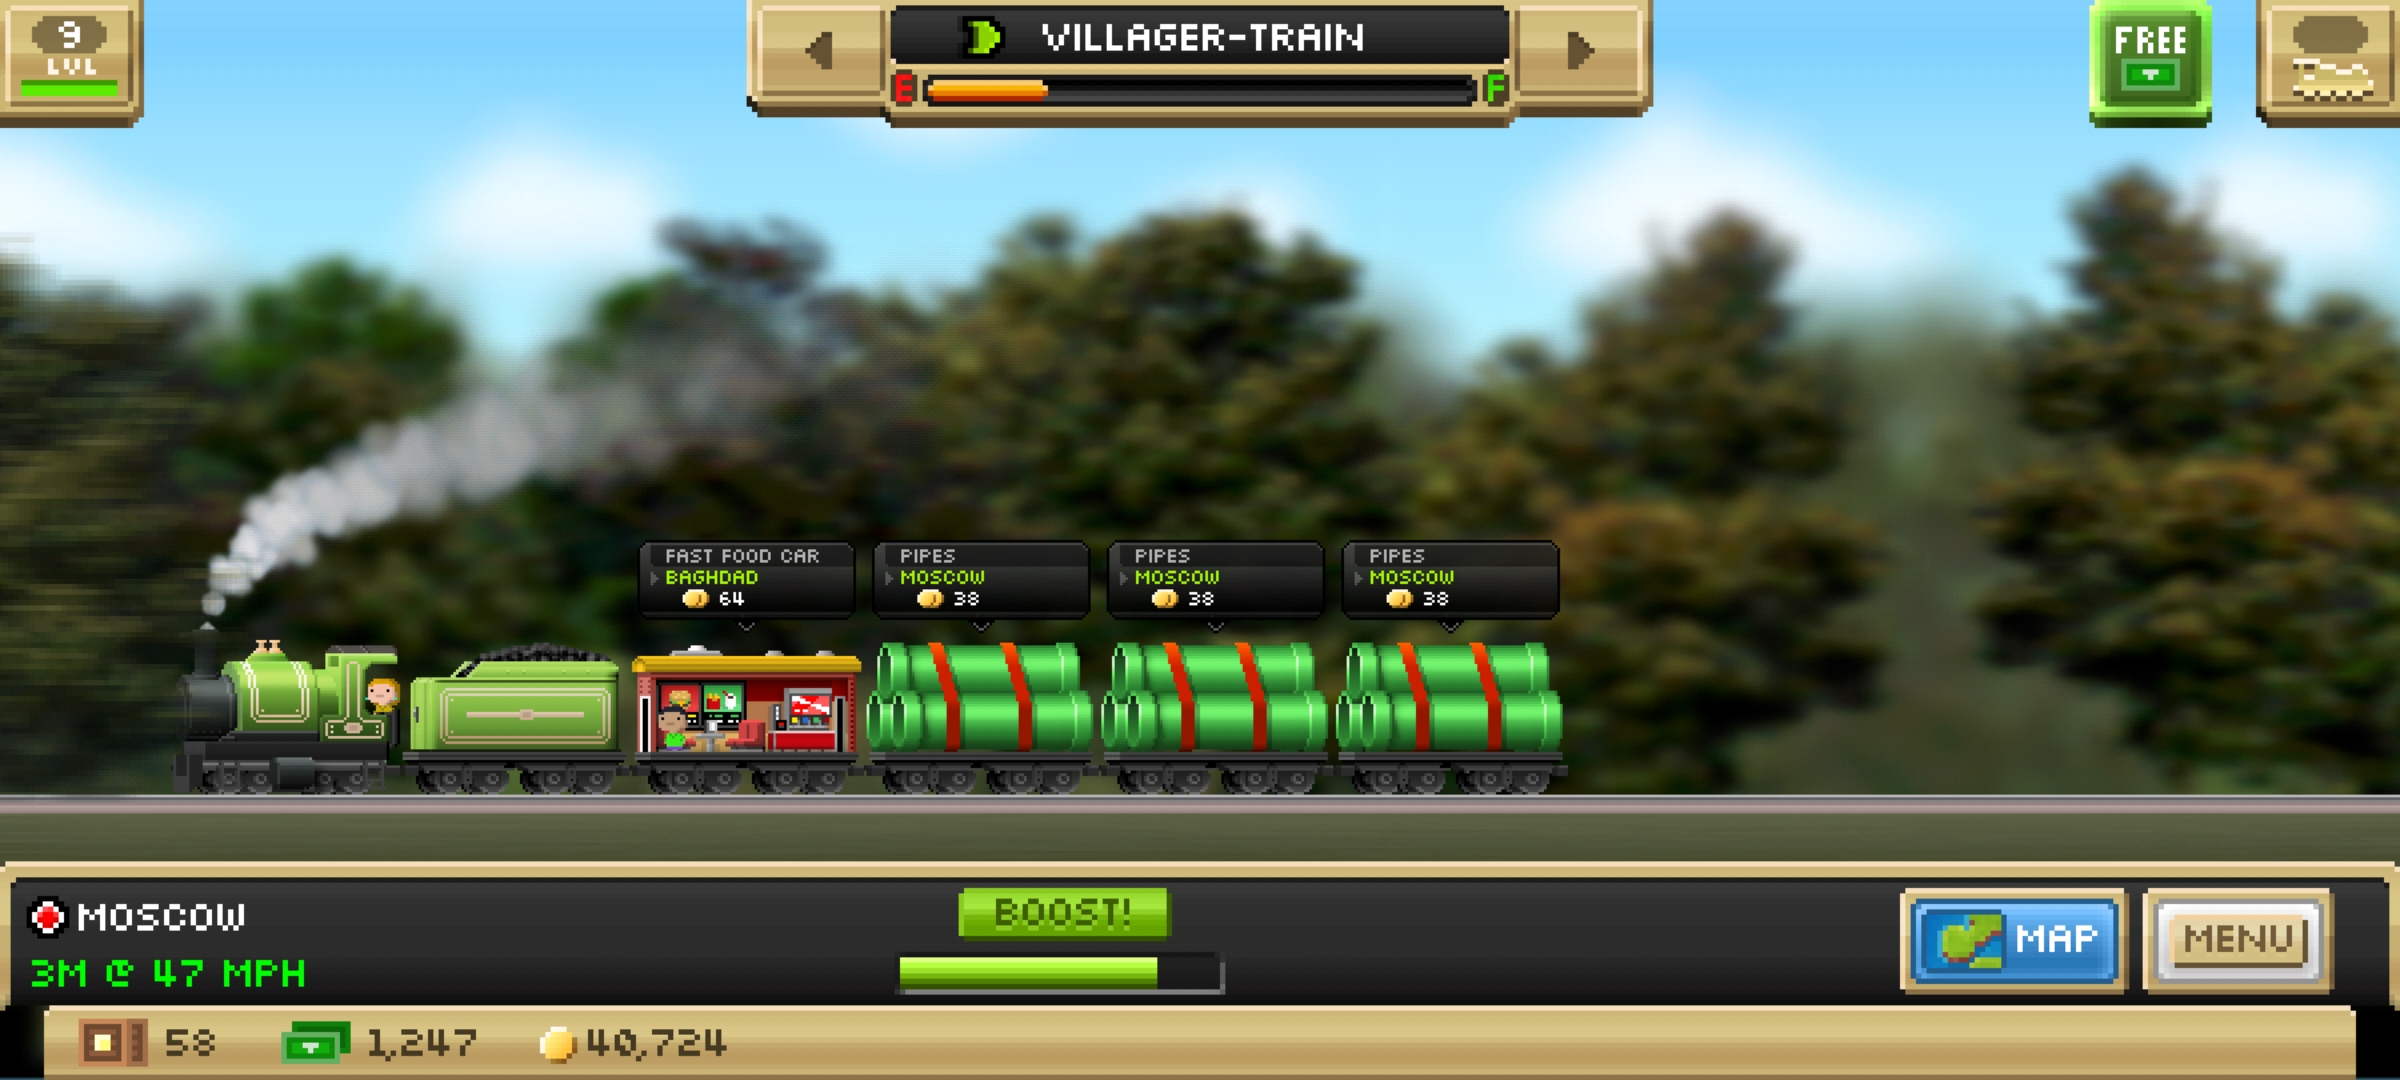 9
LVL
VILLAGER-TRAIN
E F
FREE
FAST FOOD CAR
BAGHDAD
64
PIPES
MOSCOW
38
PIPES
MOSCOW
38
PIPES
MOSCOW
38
MOSCOW
3M @ 47 MPH
BOOST!
MAP
MENU
58
1,247
40,724